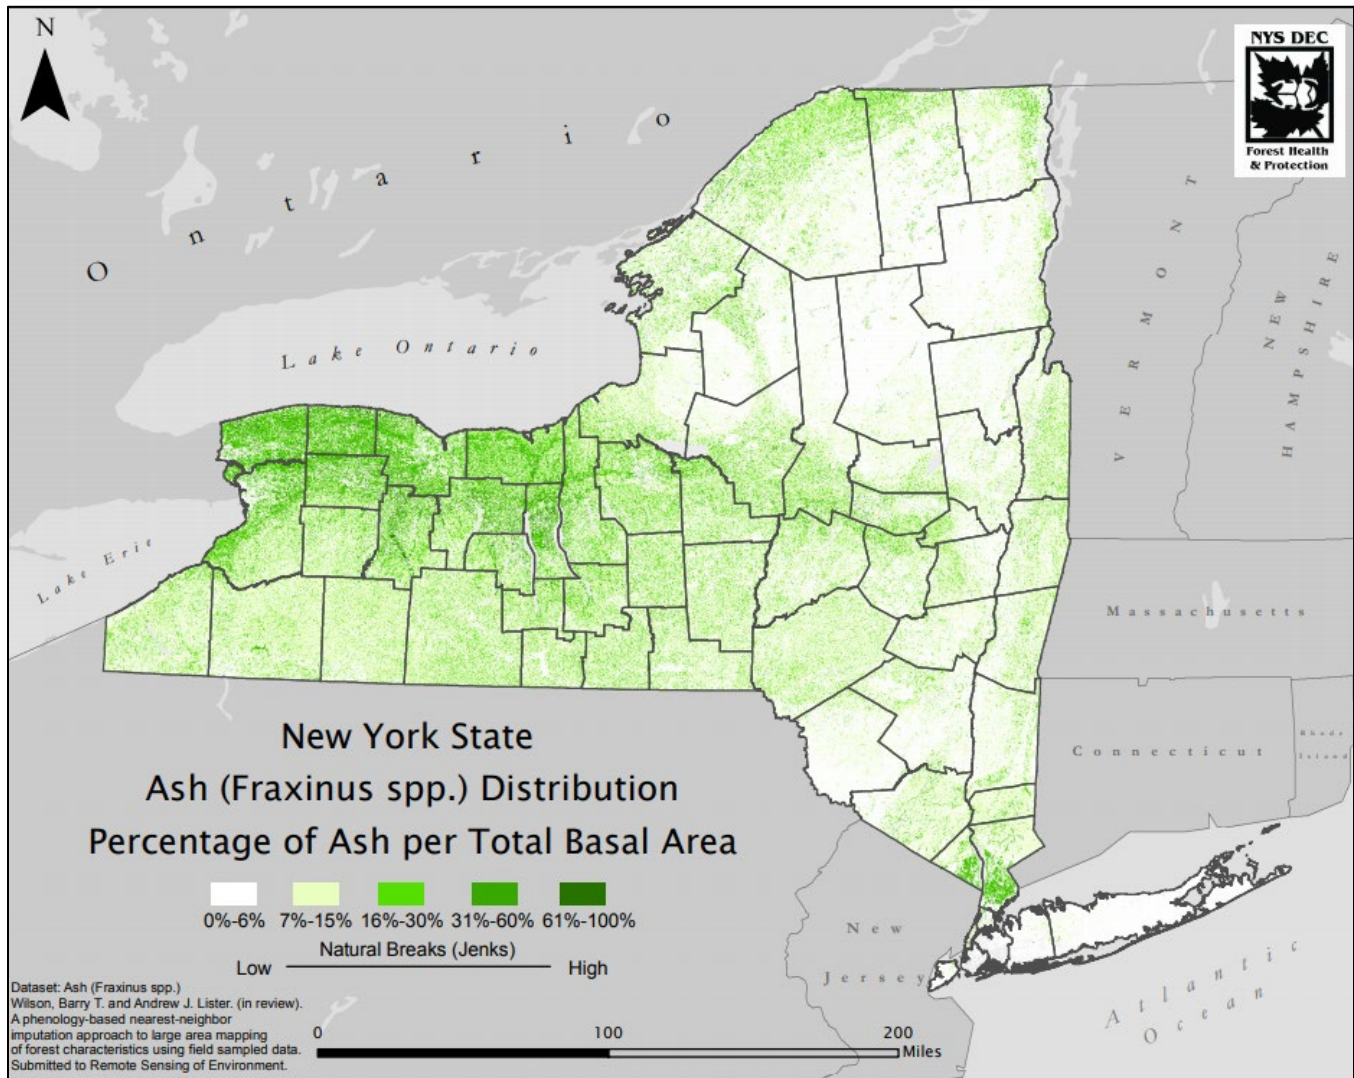 N
NYS DEC
Forest Health
& Protection
Ontario
Lake Ontario
Lake Erie
VERMONT
NEW
HAMPSHIRE
Massachusetts
Connecticut
Rhode
Island
New
Jersey
Atlantic
Ocean
New York State
Ash (Fraxinus spp.) Distribution
Percentage of Ash per Total Basal Area
0%-6% 7%-15% 16%-30% 31%-60% 61%-100%
Natural Breaks (Jenks)
Low High
Dataset: Ash (Fraxinus spp.)
Wilson, Barry T. and Andrew J. Lister. (in review).
A phenology-based nearest-neighbor
imputation approach to large area mapping
of forest characteristics using field sampled data.
Submitted to Remote Sensing of Environment.
0 100 200
Miles